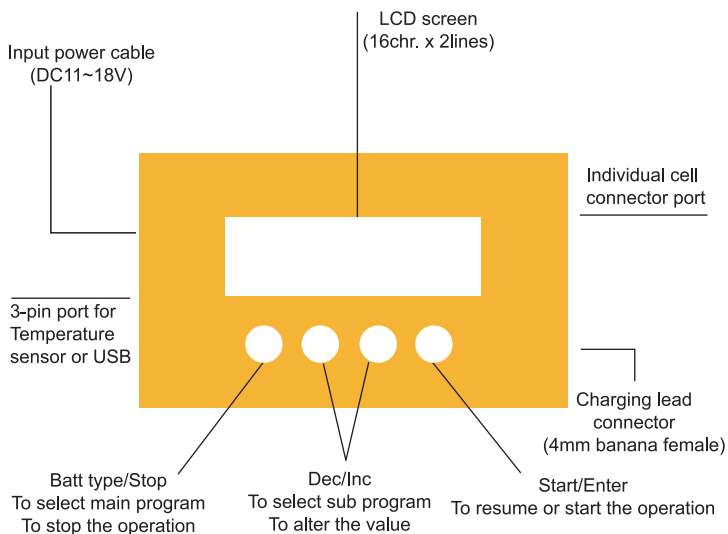 LCD screen
(16chr. x 2lines)
Input power cable
(DC11~18V)
Individual cell
connector port
3-pin port for
Temperature
sensor or USB
Charging lead
connector
(4mm banana female)
Batt type/Stop
To select main program
To stop the operation
Dec/Inc
To select sub program
To alter the value
Start/Enter
To resume or start the operation